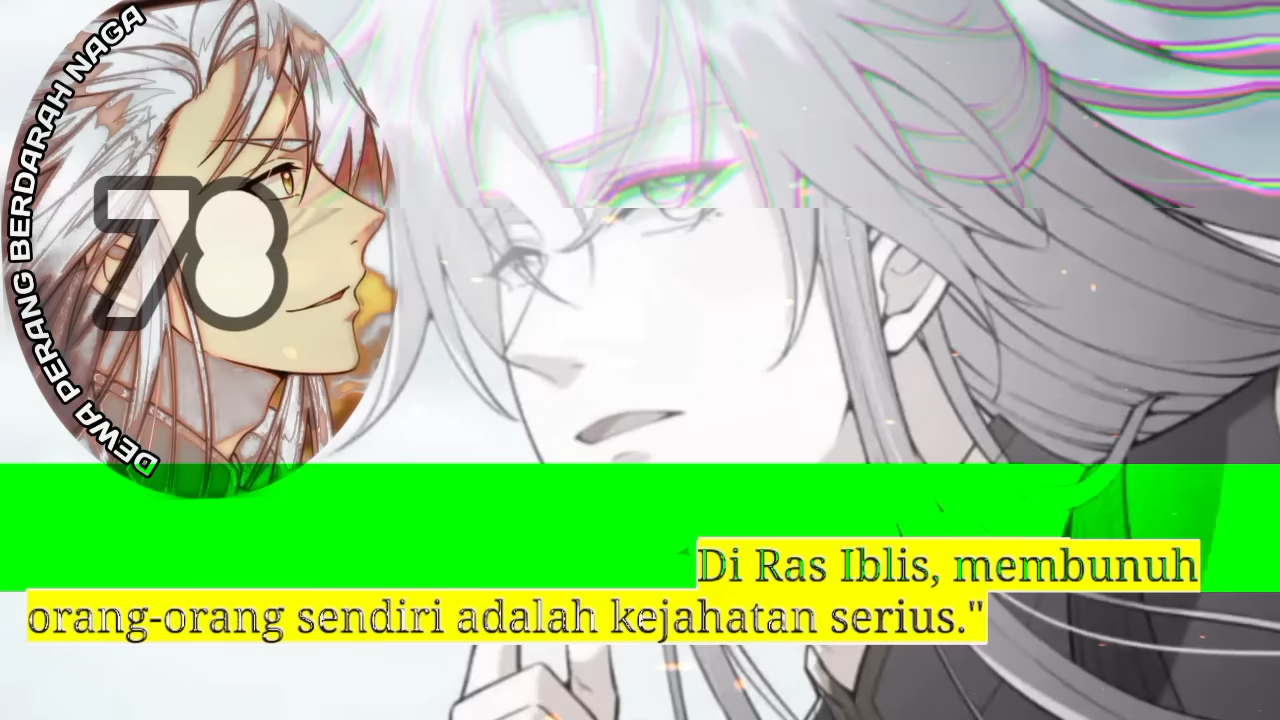 DEWA PERANG BERDARAH NAGA
78
Di Ras Iblis, membunuh
orang-orang sendiri adalah kejahatan serius."